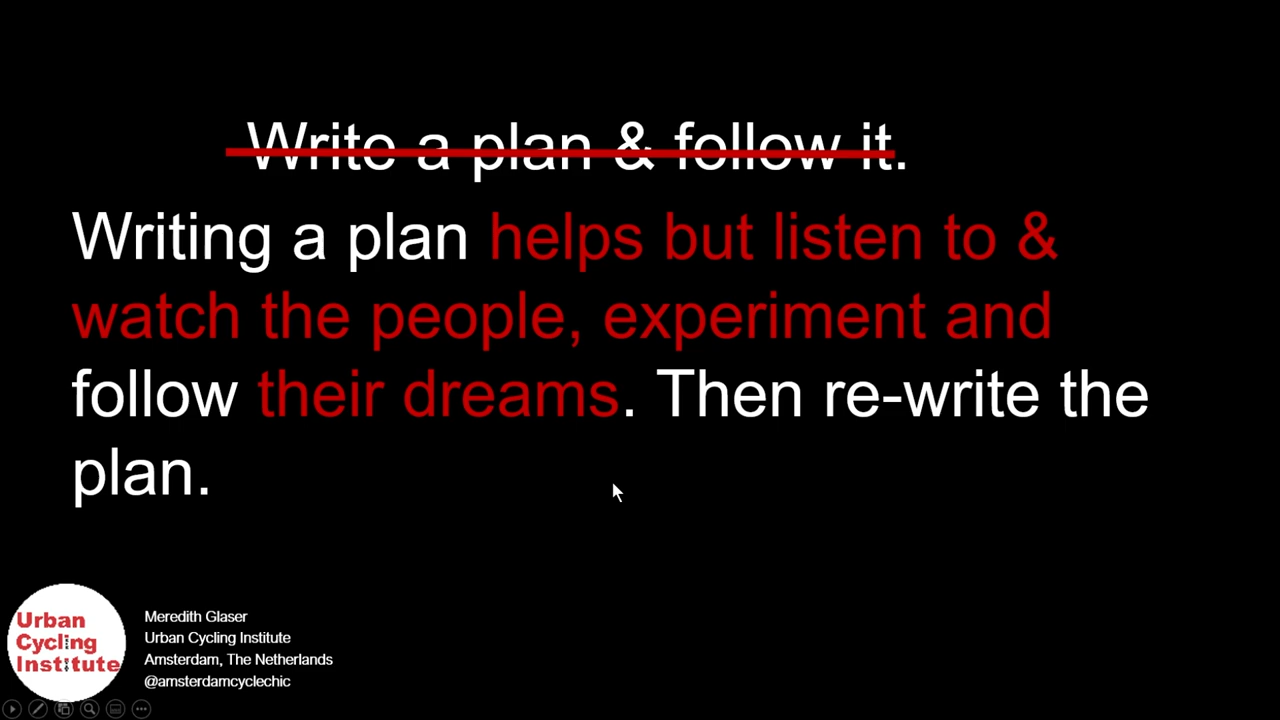 Write a plan & follow it.
Writing a plan helps but listen to &
watch the people, experiment and
follow their dreams. Then re-write the
plan.
Urban
Cycling
Institute
Meredith Glaser
Urban Cycling Institute
Amsterdam, The Netherlands
@amsterdamcyclechic